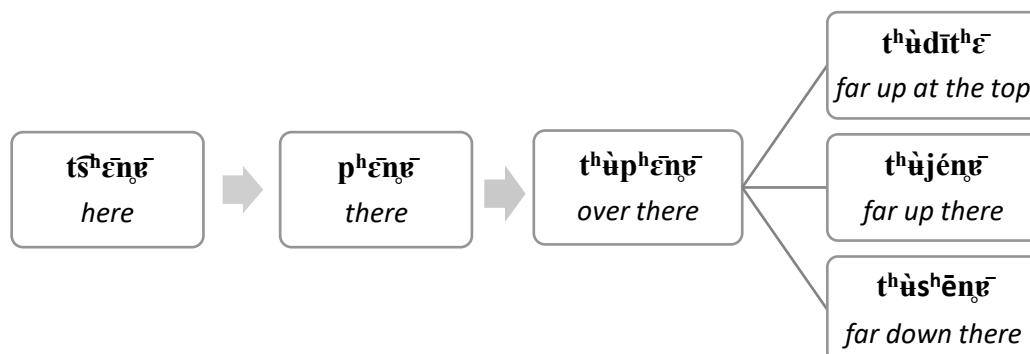 t͡sʰɛ̄n̥ɐ̄
here
pʰɛ̄n̥ɐ̄
there
tʰʉ̀pʰɛ̄n̥ɐ̄
over there
tʰʉ̀dītʰɛ̄
far up at the top
tʰʉ̀jén̥ɐ̄
far up there
tʰʉ̀sʰēn̥ɐ̄
far down there